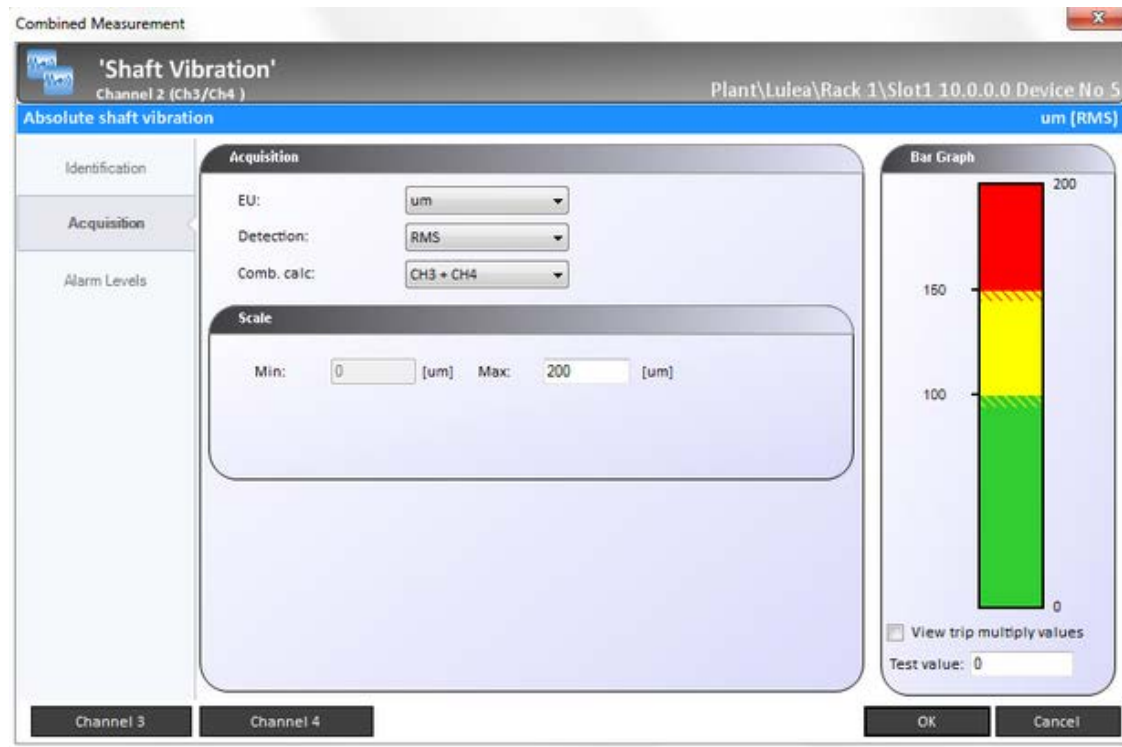 Combined Measurement
'Shaft Vibration'
Channel 2 (Ch3/Ch4 )
Plant\Lulea\Rack 1\Slot1 10.0.0.0 Device No 5
Absolute shaft vibration
um (RMS)
Identification
Acquisition
Alarm Levels
Acquisition
EU: um
Detection: RMS
Comb. calc: CH3 + CH4
Scale
Min: 0 [um] Max: 200 [um]
Bar Graph
200
150
100
0
View trip multiply values
Test value: 0
Channel 3
Channel 4
OK
Cancel